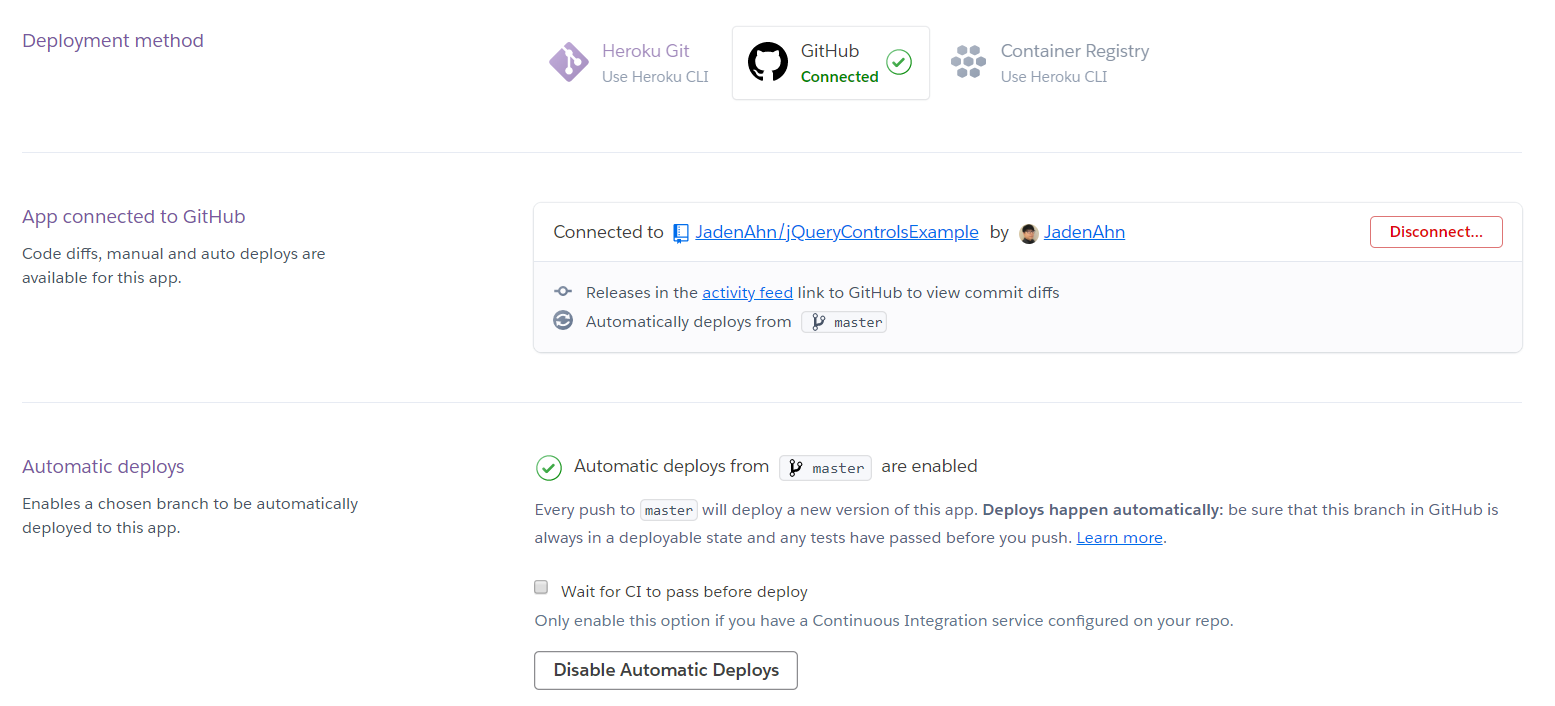 Deployment method
Heroku Git
Use Heroku CLI
GitHub
Connected
Container Registry
Use Heroku CLI
App connected to GitHub
Code diffs, manual and auto deploys are
available for this app.
Connected to JadenAhn/jQueryControlsExample by JadenAhn
Disconnect...
Releases in the activity feed link to GitHub to view commit diffs
Automatically deploys from master
Automatic deploys
Enables a chosen branch to be automatically
deployed to this app.
Automatic deploys from master are enabled
Every push to master will deploy a new version of this app. Deploys happen automatically: be sure that this branch in GitHub is
always in a deployable state and any tests have passed before you push. Learn more.
Wait for CI to pass before deploy
Only enable this option if you have a Continuous Integration service configured on your repo.
Disable Automatic Deploys